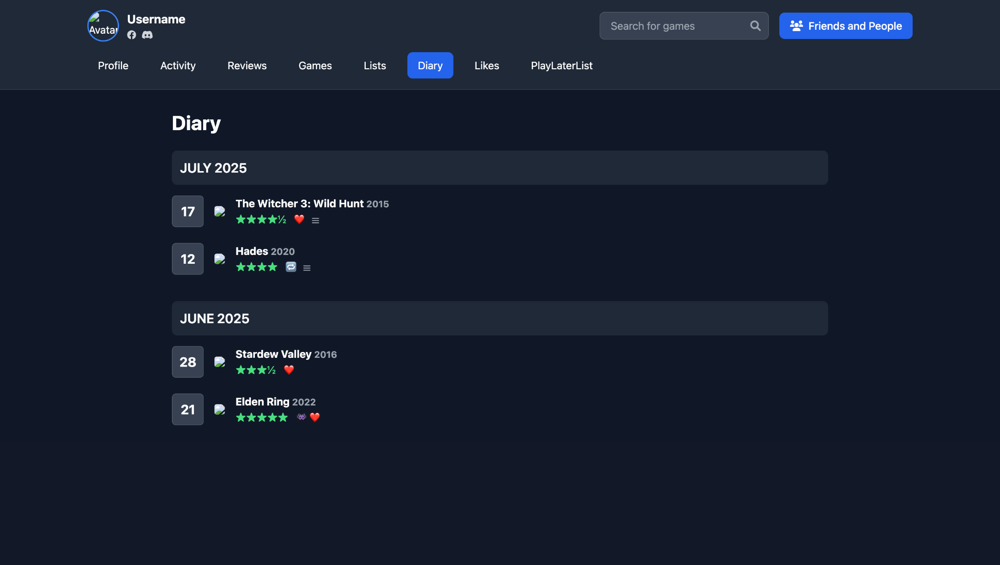 Avatar
Username
Search for games
Friends and People
Profile Activity Reviews Games Lists Diary Likes PlayLaterList
Diary
JULY 2025
17
The Witcher 3: Wild Hunt 2015
★★★★½ ❤️ ≡
12
Hades 2020
★★★★ 🔁 ≡
JUNE 2025
28
Stardew Valley 2016
★★★½ ❤️
21
Elden Ring 2022
★★★★★ 👾 ❤️